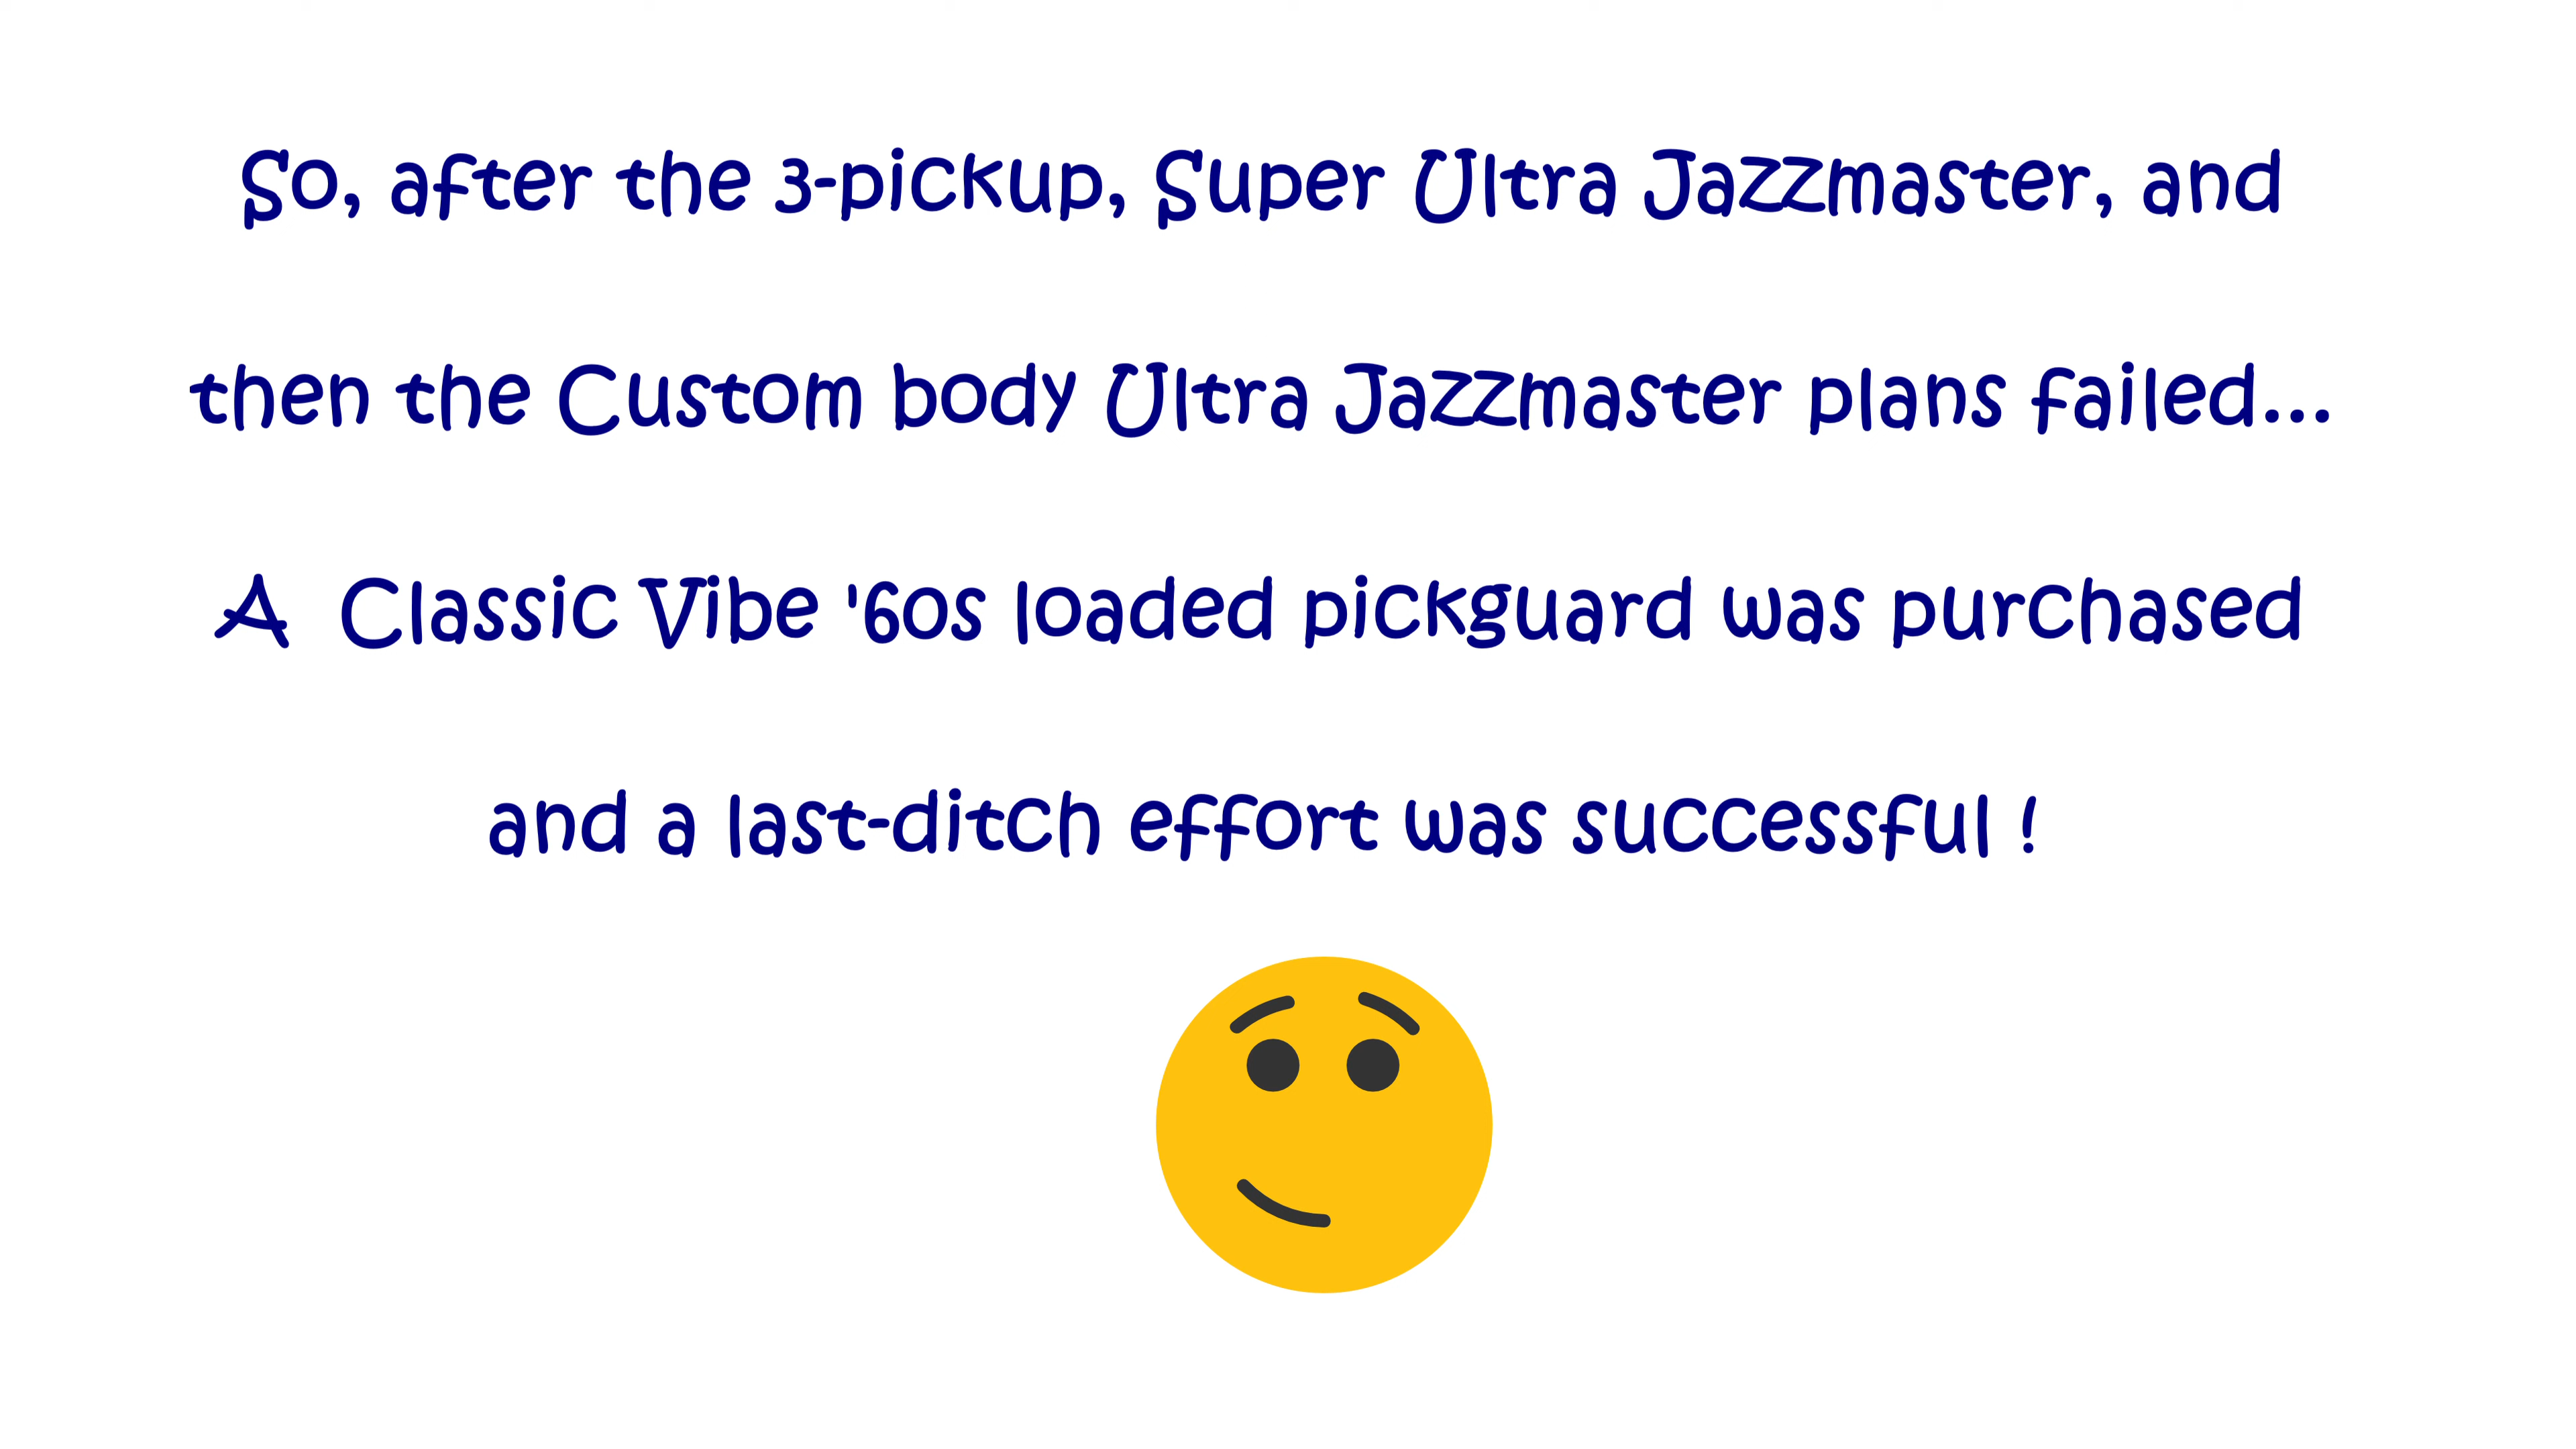 So, after the 3-pickup, Super Ultra Jazzmaster, and
then the Custom body Ultra Jazzmaster plans failed...
A Classic Vibe '60s loaded pickguard was purchased
and a last-ditch effort was successful !